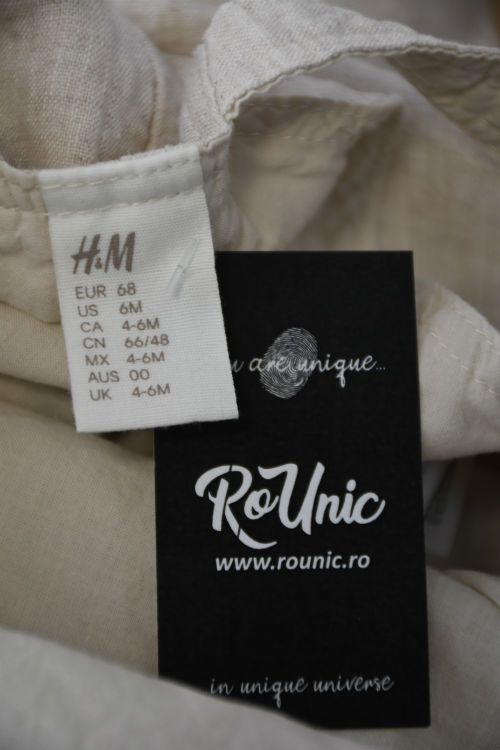 H&M
EUR 68
US 6M
CA 4-6M
CN 66/48
MX 4-6M
AUS 00
UK 4-6M
are unique...
RoUnic
www.rounic.ro
in unique universe